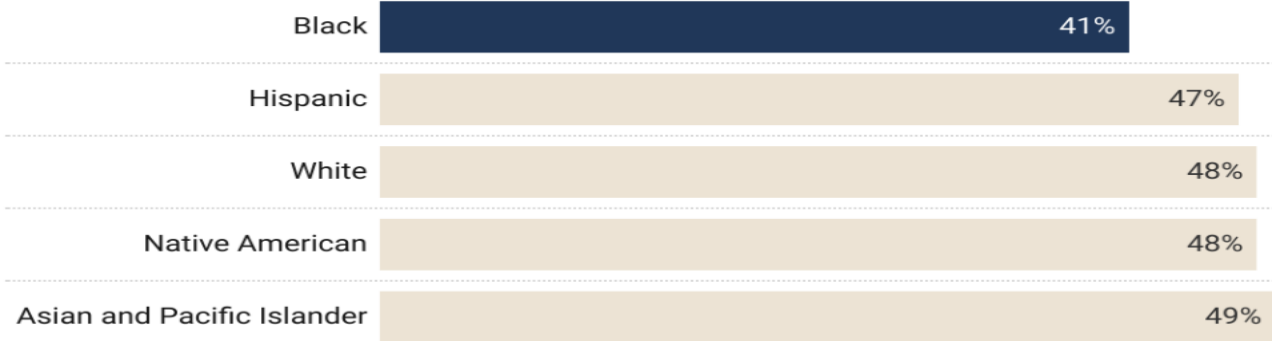 Black 41%
Hispanic 47%
White 48%
Native American 48%
Asian and Pacific Islander 49%